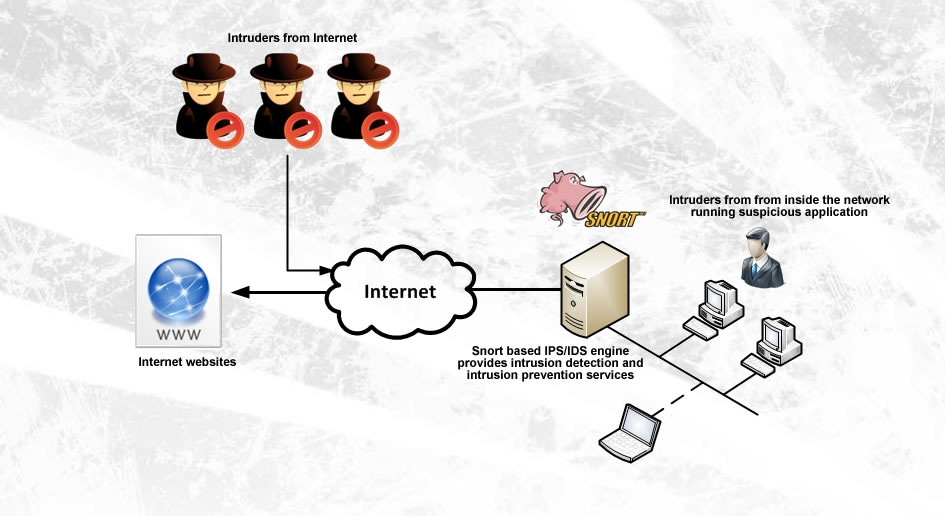 Intruders from Internet
SNORT
Intruders from from inside the network
running suspicious application
Internet
WWW
Internet websites
Snort based IPS/IDS engine
provides intrusion detection and
intrusion prevention services